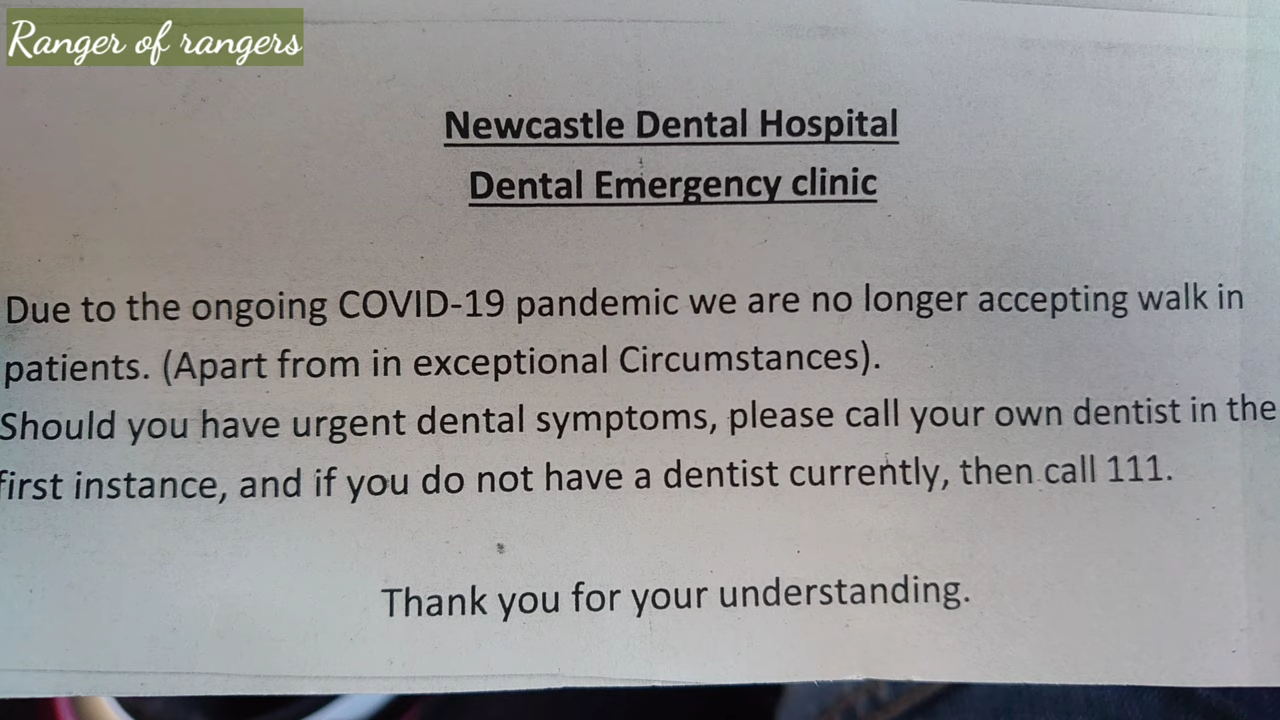 Ranger of rangers
Newcastle Dental Hospital
Dental Emergency clinic
Due to the ongoing COVID-19 pandemic we are no longer accepting walk in
patients. (Apart from in exceptional Circumstances).
Should you have urgent dental symptoms, please call your own dentist in the
first instance, and if you do not have a dentist currently, then call 111.
Thank you for your understanding.